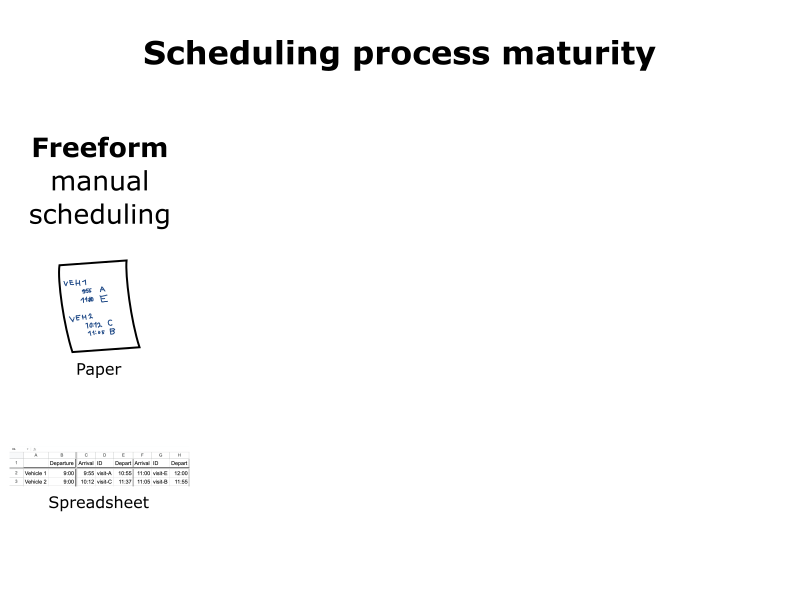 Scheduling process maturity
Freeform
manual
scheduling
VEH1
955 A
1100 E
VEH2
10:12 C
11:05 B
Paper
A B C D E F G H
1 Departure Arrival ID Depart Arrival ID Depart
2 Vehicle 1 9:00 9:55 visit-A 10:55 11:00 visit-E 12:00
3 Vehicle 2 9:00 10:12 visit-C 11:37 11:05 visit-B 11:55
Spreadsheet